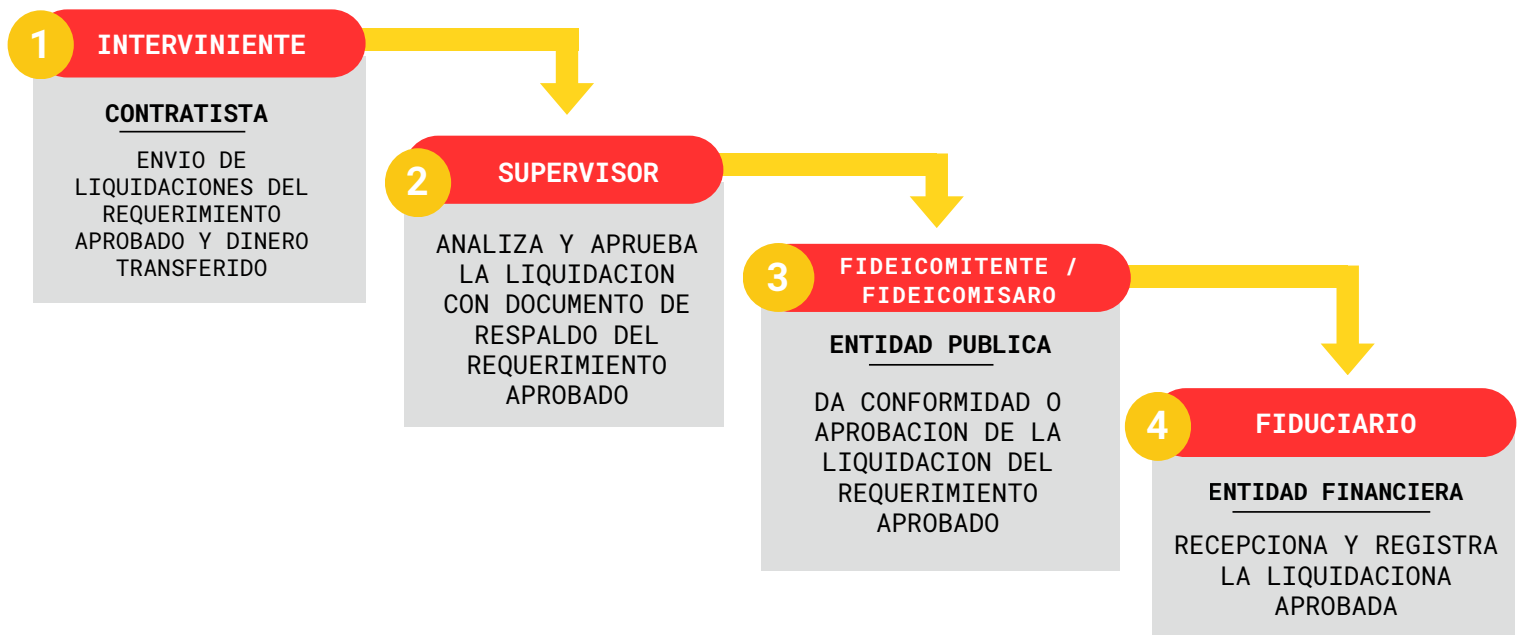 1
INTERVINIENTE
CONTRATISTA
ENVIO DE
LIQUIDACIONES DEL
REQUERIMIENTO
APROBADO Y DINERO
TRANSFERIDO
2
SUPERVISOR
ANALIZA Y APRUEBA
LA LIQUIDACION
CON DOCUMENTO DE
RESPALDO DEL
REQUERIMIENTO
APROBADO
3
FIDEICOMITENTE /
FIDEICOMISARO
ENTIDAD PUBLICA
DA CONFORMIDAD O
APROBACION DE LA
LIQUIDACION DEL
REQUERIMIENTO
APROBADO
4
FIDUCIARIO
ENTIDAD FINANCIERA
RECEPCIONA Y REGISTRA
LA LIQUIDACIONA
APROBADA